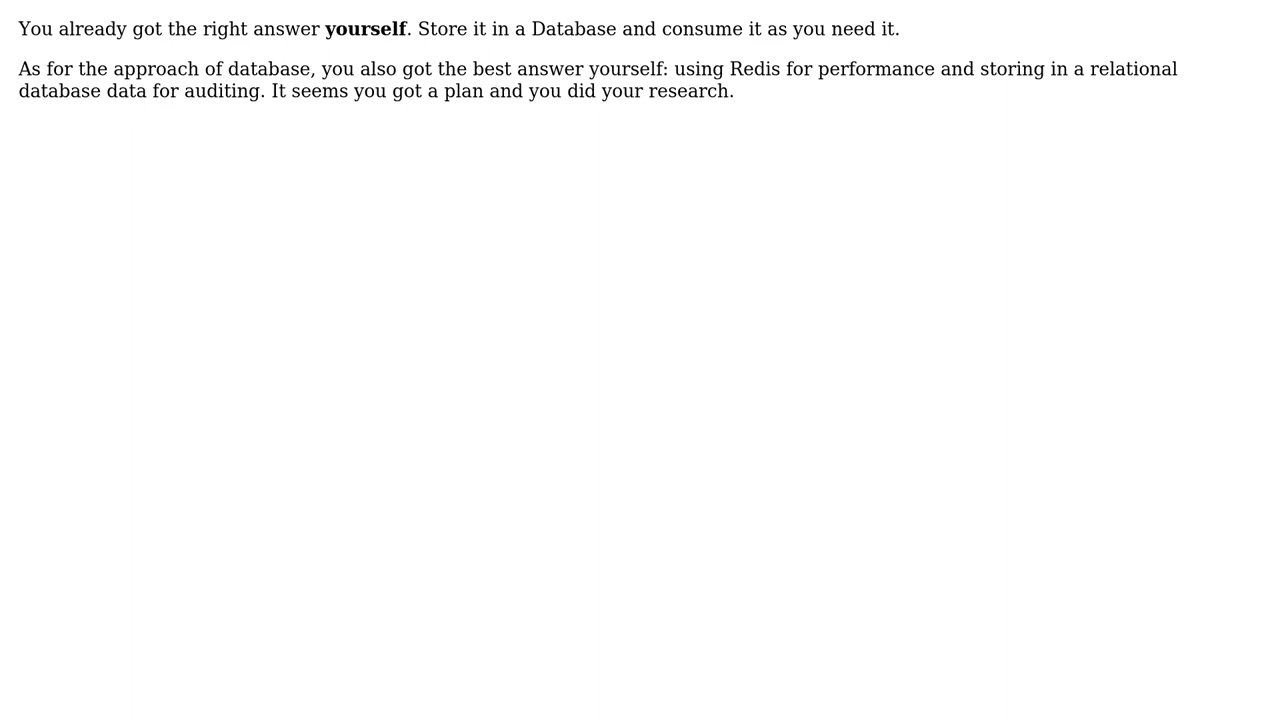 You already got the right answer yourself. Store it in a Database and consume it as you need it.
As for the approach of database, you also got the best answer yourself: using Redis for performance and storing in a relational
database data for auditing. It seems you got a plan and you did your research.